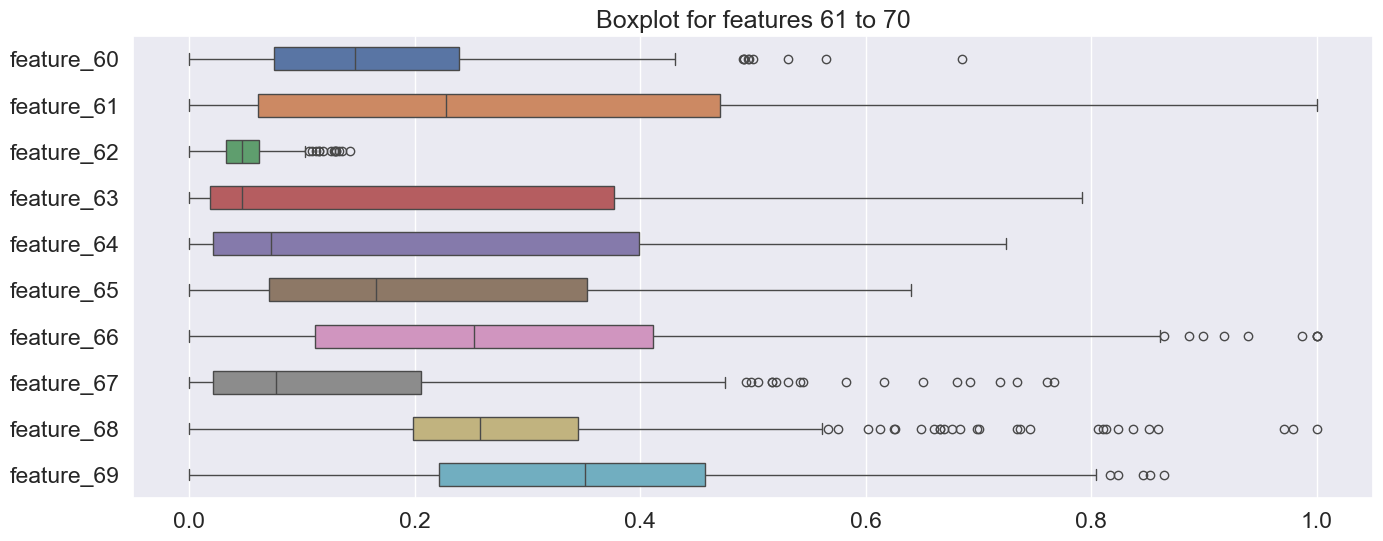 Boxplot for features 61 to 70
feature_60
feature_61
feature_62
feature_63
feature_64
feature_65
feature_66
feature_67
feature_68
feature_69
0.0 0.2 0.4 0.6 0.8 1.0